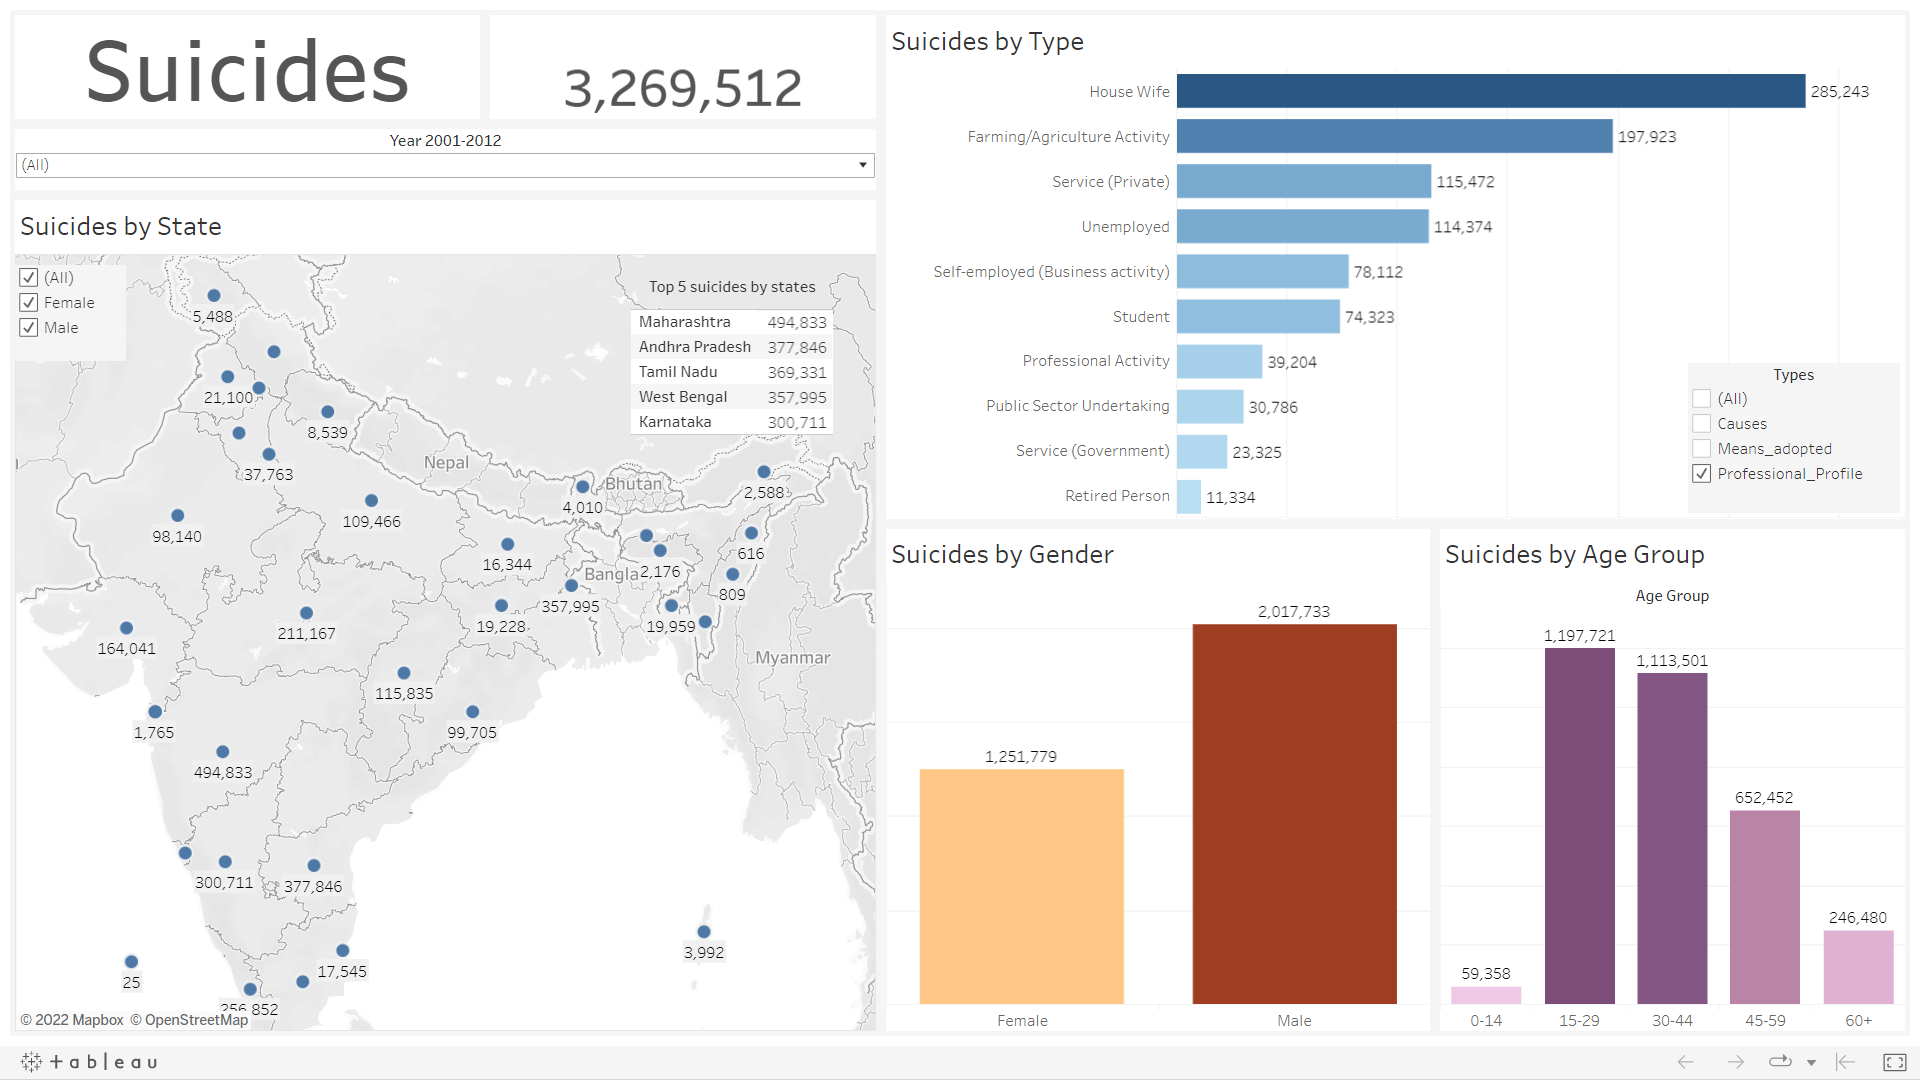 Suicides
3,269,512
Year 2001-2012
(All)
Suicides by State
(All)
Female
Male
Top 5 suicides by states
Maharashtra 494,833
Andhra Pradesh 377,846
Tamil Nadu 369,331
West Bengal 357,995
Karnataka 300,711
5,488
21,100
8,539
37,763
Nepal
Bhutan
2,588
4,010
109,466
98,140
616
16,344
Bangla
2,176
809
357,995
19,228
19,959
211,167
164,041
Myanmar
115,835
1,765
99,705
494,833
300,711
377,846
3,992
17,545
25
256,852
© 2022 Mapbox © OpenStreetMap
Suicides by Type
House Wife 285,243
Farming/Agriculture Activity 197,923
Service (Private) 115,472
Unemployed 114,374
Self-employed (Business activity) 78,112
Student 74,323
Professional Activity 39,204
Public Sector Undertaking 30,786
Service (Government) 23,325
Retired Person 11,334
Types
(All)
Causes
Means_adopted
Professional_Profile
Suicides by Gender
2,017,733
1,251,779
Female Male
Suicides by Age Group
Age Group
1,197,721
1,113,501
652,452
246,480
59,358
0-14 15-29 30-44 45-59 60+
tableau